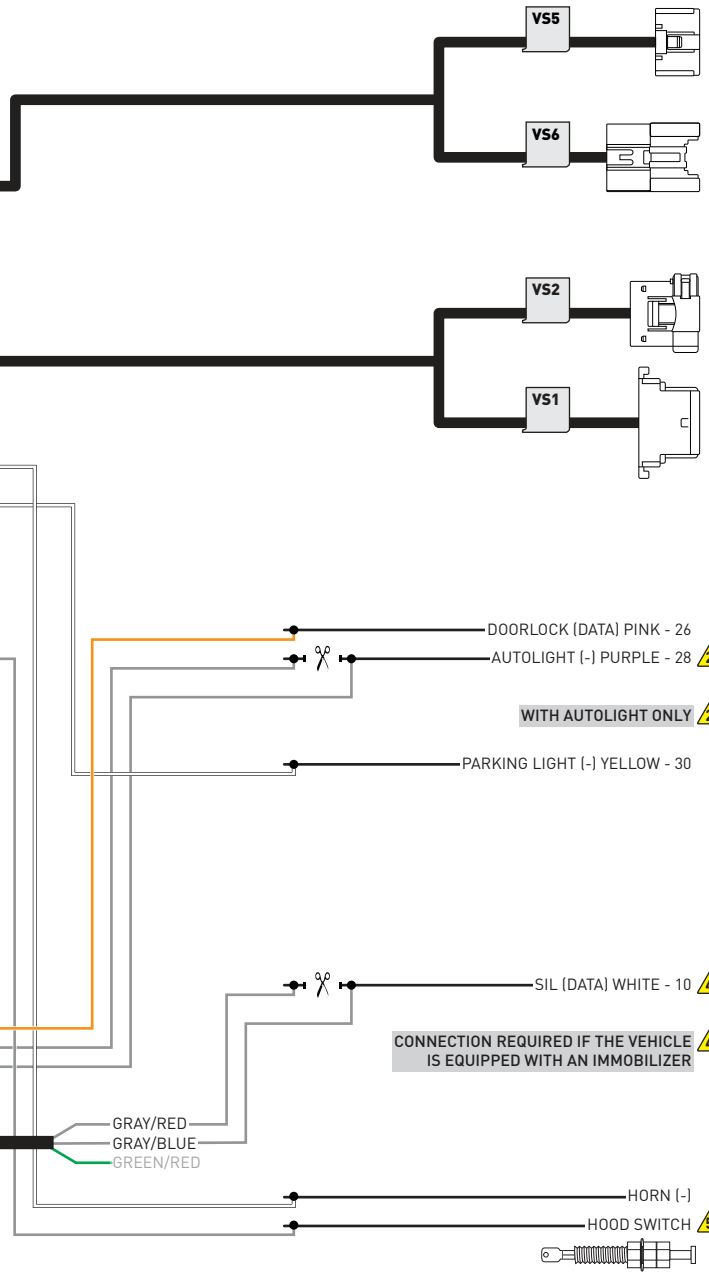 VS5
VS6
VS2
VS1
DOORLOCK (DATA) PINK - 26
AUTOLIGHT (-) PURPLE - 28
WITH AUTOLIGHT ONLY
PARKING LIGHT (-) YELLOW - 30
SIL (DATA) WHITE - 10
CONNECTION REQUIRED IF THE VEHICLE
IS EQUIPPED WITH AN IMMOBILIZER
GRAY/RED
GRAY/BLUE
GREEN/RED
HORN (-)
HOOD SWITCH